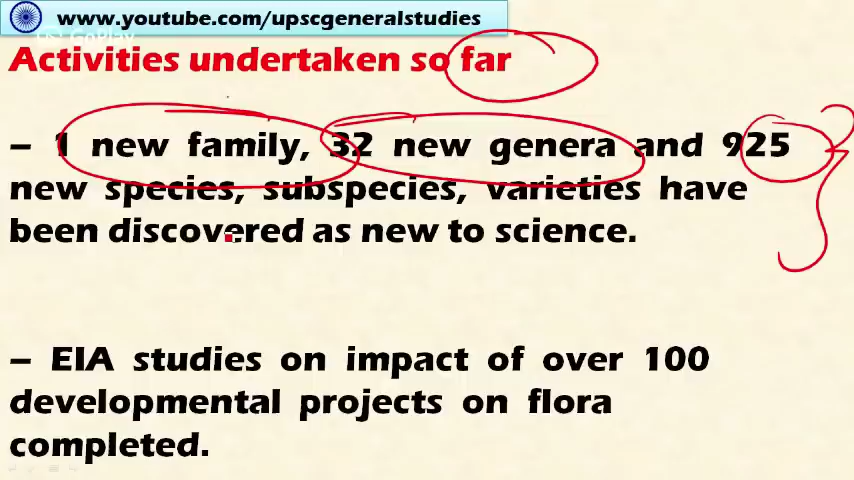 www.youtube.com/upscgeneralstudies
GoPlay
Activities undertaken so far
– 1 new family, 32 new genera and 925
new species, subspecies, varieties have
been discovered as new to science.
– EIA studies on impact of over 100
developmental projects on flora
completed.